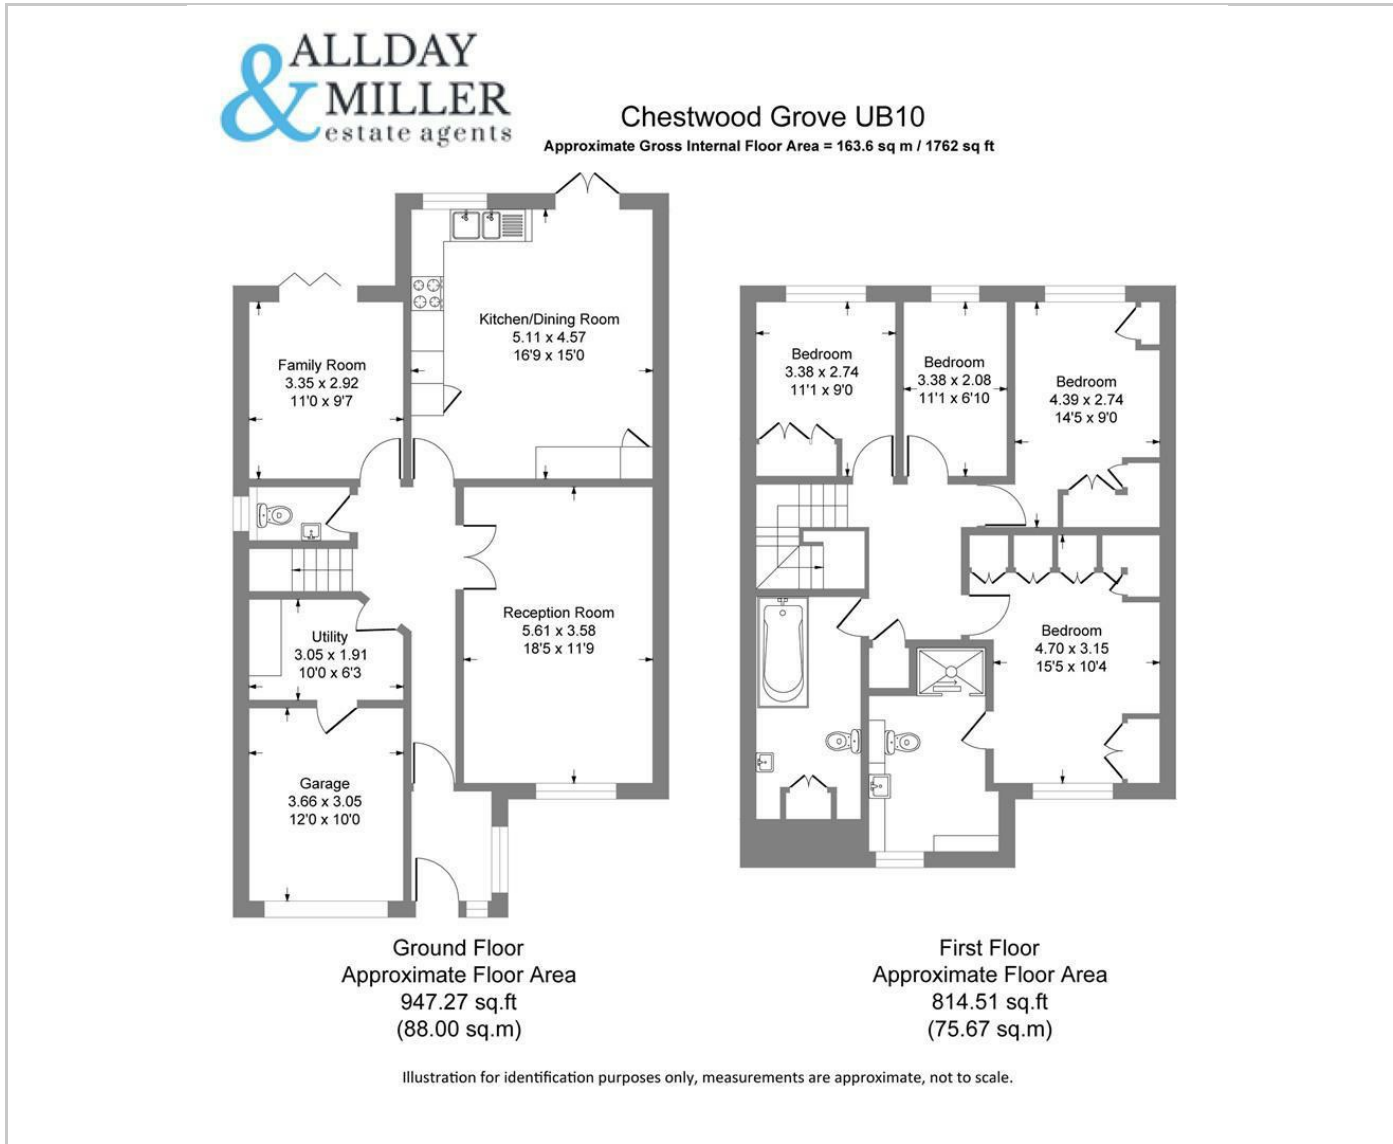 ALLDAY
& MILLER
estate agents
Chestwood Grove UB10
Approximate Gross Internal Floor Area = 163.6 sq m / 1762 sq ft
Kitchen/Dining Room
5.11 x 4.57
16'9 x 15'0
Family Room
3.35 x 2.92
11'0 x 9'7
Reception Room
5.61 x 3.58
18'5 x 11'9
Utility
3.05 x 1.91
10'0 x 6'3
Garage
3.66 x 3.05
12'0 x 10'0
Bedroom
3.38 x 2.74
11'1 x 9'0
Bedroom
3.38 x 2.08
11'1 x 6'10
Bedroom
4.39 x 2.74
14'5 x 9'0
Bedroom
4.70 x 3.15
15'5 x 10'4
Ground Floor
Approximate Floor Area
947.27 sq.ft
(88.00 sq.m)
First Floor
Approximate Floor Area
814.51 sq.ft
(75.67 sq.m)
Illustration for identification purposes only, measurements are approximate, not to scale.